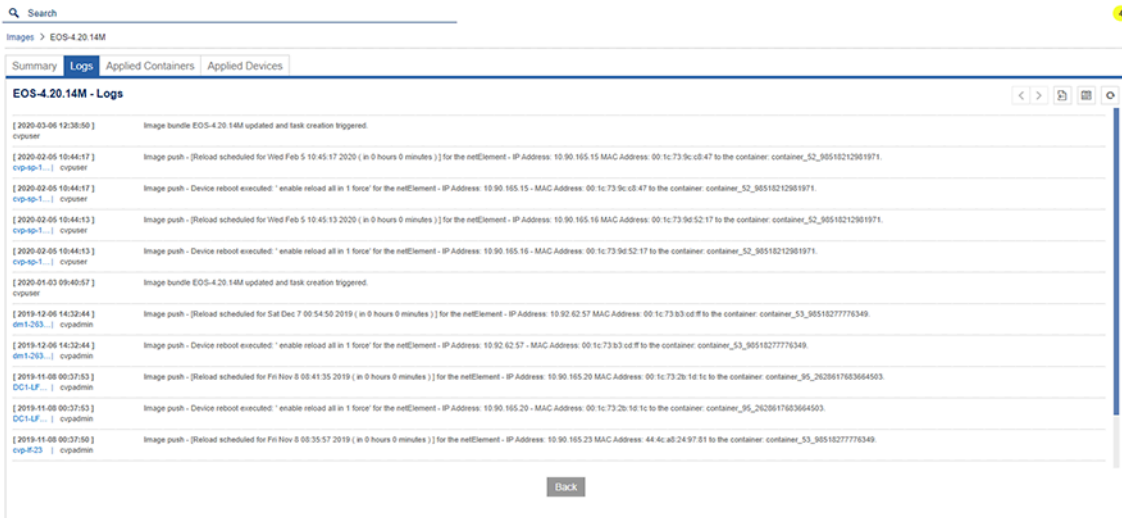 Search
4
Images > EOS-4.20.14M
Summary Logs Applied Containers Applied Devices
EOS-4.20.14M - Logs
[ 2020-03-06 12:38:50 ] Image bundle EOS-4.20.14M updated and task creation triggered.
cvpuser
[ 2020-02-05 10:44:17 ] Image push - [Reload scheduled for Wed Feb 5 10:45:17 2020 ( in 0 hours 0 minutes ) ] for the netElement - IP Address: 10.90.165.15 MAC Address: 00:1c:73:9c:c8:47 to the container: container_52_98518212981971.
cvp-sp-1... | cvpuser
[ 2020-02-05 10:44:17 ] Image push - Device reboot executed: ' enable reload all in 1 force' for the netElement - IP Address: 10.90.165.15 - MAC Address: 00:1c:73:9c:c8:47 to the container: container_52_98518212981971.
cvp-sp-1... | cvpuser
[ 2020-02-05 10:44:13 ] Image push - [Reload scheduled for Wed Feb 5 10:45:13 2020 ( in 0 hours 0 minutes ) ] for the netElement - IP Address: 10.90.165.16 MAC Address: 00:1c:73:9d:52:17 to the container: container_52_98518212981971.
cvp-sp-1... | cvpuser
[ 2020-02-05 10:44:13 ] Image push - Device reboot executed: ' enable reload all in 1 force' for the netElement - IP Address: 10.90.165.16 - MAC Address: 00:1c:73:9d:52:17 to the container: container_52_98518212981971.
cvp-sp-1... | cvpuser
[ 2020-01-03 09:40:57 ] Image bundle EOS-4.20.14M updated and task creation triggered.
cvpuser
[ 2019-12-06 14:32:44 ] Image push - [Reload scheduled for Sat Dec 7 00:54:50 2019 ( in 0 hours 0 minutes ) ] for the netElement - IP Address: 10.92.62.57 MAC Address: 00:1c:73:b3:cd:ff to the container: container_53_98518277776349.
dm1-263... | cvpadmin
[ 2019-12-06 14:32:44 ] Image push - Device reboot executed: ' enable reload all in 1 force' for the netElement - IP Address: 10.92.62.57 - MAC Address: 00:1c:73:b3:cd:ff to the container: container_53_98518277776349.
dm1-263... | cvpadmin
[ 2019-11-08 00:37:53 ] Image push - [Reload scheduled for Fri Nov 8 08:41:35 2019 ( in 0 hours 0 minutes ) ] for the netElement - IP Address: 10.90.165.20 MAC Address: 00:1c:73:2b:1d:1c to the container: container_95_2628617683664503.
DC1-LF... | cvpadmin
[ 2019-11-08 00:37:53 ] Image push - Device reboot executed: ' enable reload all in 1 force' for the netElement - IP Address: 10.90.165.20 - MAC Address: 00:1c:73:2b:1d:1c to the container: container_95_2628617683664503.
DC1-LF... | cvpadmin
[ 2019-11-08 00:37:50 ] Image push - [Reload scheduled for Fri Nov 8 08:35:57 2019 ( in 0 hours 0 minutes ) ] for the netElement - IP Address: 10.90.165.23 MAC Address: 44:4c:a8:24:97:81 to the container: container_53_98518277776349.
cvp-lf-23 | cvpadmin
Back